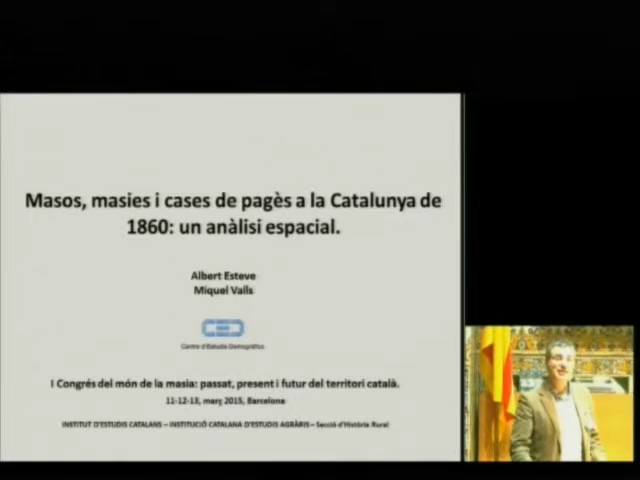 Masos, masies i cases de pagès a la Catalunya de
1860: un anàlisi espacial.
Albert Esteve
Miquel Valls
CED
Centre d'Estudis Demogràfics
I Congrés del món de la masia: passat, present i futur del territori català.
11-12-13, març 2015, Barcelona
INSTITUT D'ESTUDIS CATALANS – INSTITUCIÓ CATALANA D'ESTUDIS AGRÀRIS – Secció d'Història Rural